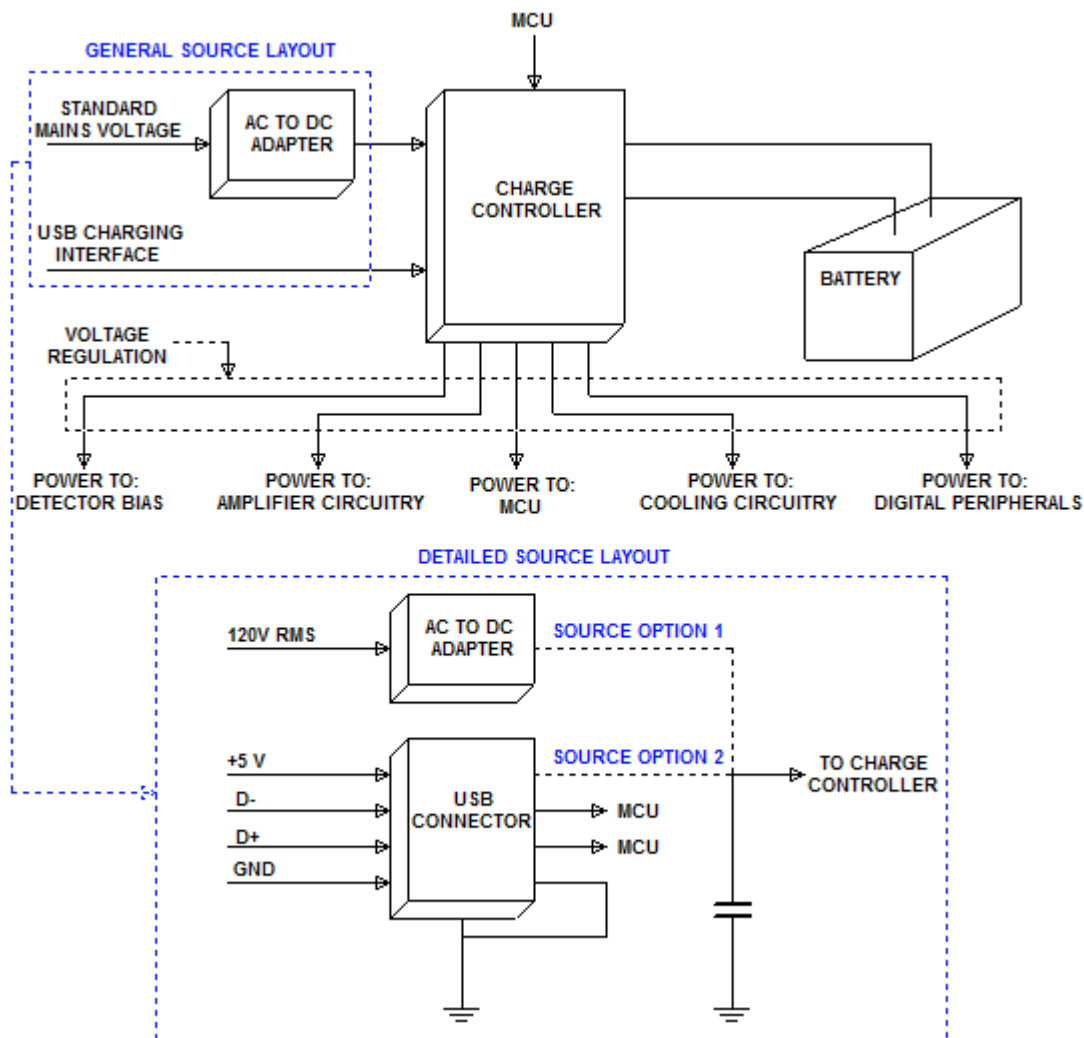 MCU
GENERAL SOURCE LAYOUT
STANDARD
MAINS VOLTAGE
AC TO DC
ADAPTER
CHARGE
CONTROLLER
USB CHARGING
INTERFACE
BATTERY
VOLTAGE
REGULATION
POWER TO:
DETECTOR BIAS
POWER TO:
AMPLIFIER CIRCUITRY
POWER TO:
MCU
POWER TO:
COOLING CIRCUITRY
POWER TO:
DIGITAL PERIPHERALS
DETAILED SOURCE LAYOUT
120V RMS
AC TO DC
ADAPTER
SOURCE OPTION 1
+5 V
D-
D+
GND
USB
CONNECTOR
SOURCE OPTION 2
MCU
MCU
TO CHARGE
CONTROLLER